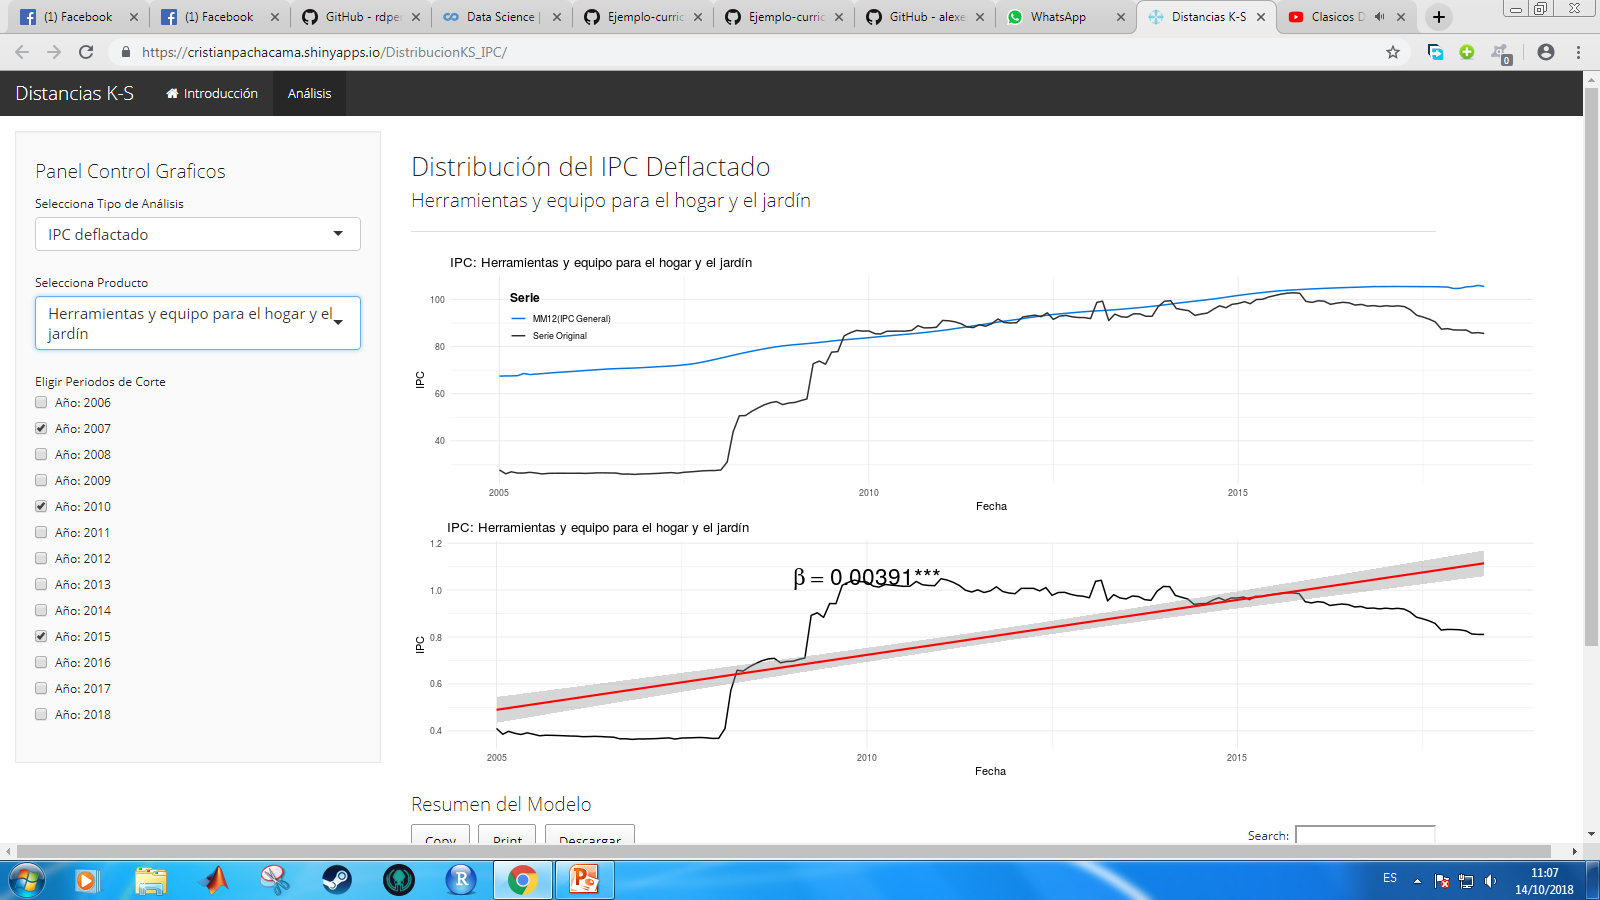 (1) Facebook
(1) Facebook
GitHub - rdpe
Data Science |
Ejemplo-curric
Ejemplo-curric
GitHub - alexe
WhatsApp
Distancias K-S
Clasicos D
https://cristianpachacama.shinyapps.io/DistribucionKS_IPC/
0
Distancias K-S
Introducción
Análisis
Panel Control Graficos
Selecciona Tipo de Análisis
IPC deflactado
Selecciona Producto
Herramientas y equipo para el hogar y el
jardín
Eligir Periodos de Corte
Año: 2006
Año: 2007
Año: 2008
Año: 2009
Año: 2010
Año: 2011
Año: 2012
Año: 2013
Año: 2014
Año: 2015
Año: 2016
Año: 2017
Año: 2018
Distribución del IPC Deflactado
Herramientas y equipo para el hogar y el jardín
IPC: Herramientas y equipo para el hogar y el jardín
Serie
MM12(IPC General)
Serie Original
IPC
100
80
60
40
2005
2010
2015
Fecha
IPC: Herramientas y equipo para el hogar y el jardín
β = 0.00391***
IPC
1.2
1.0
0.8
0.6
0.4
2005
2010
2015
Fecha
Resumen del Modelo
Copy
Print
Descargar
Search:
R
P
ES
11:07
14/10/2018